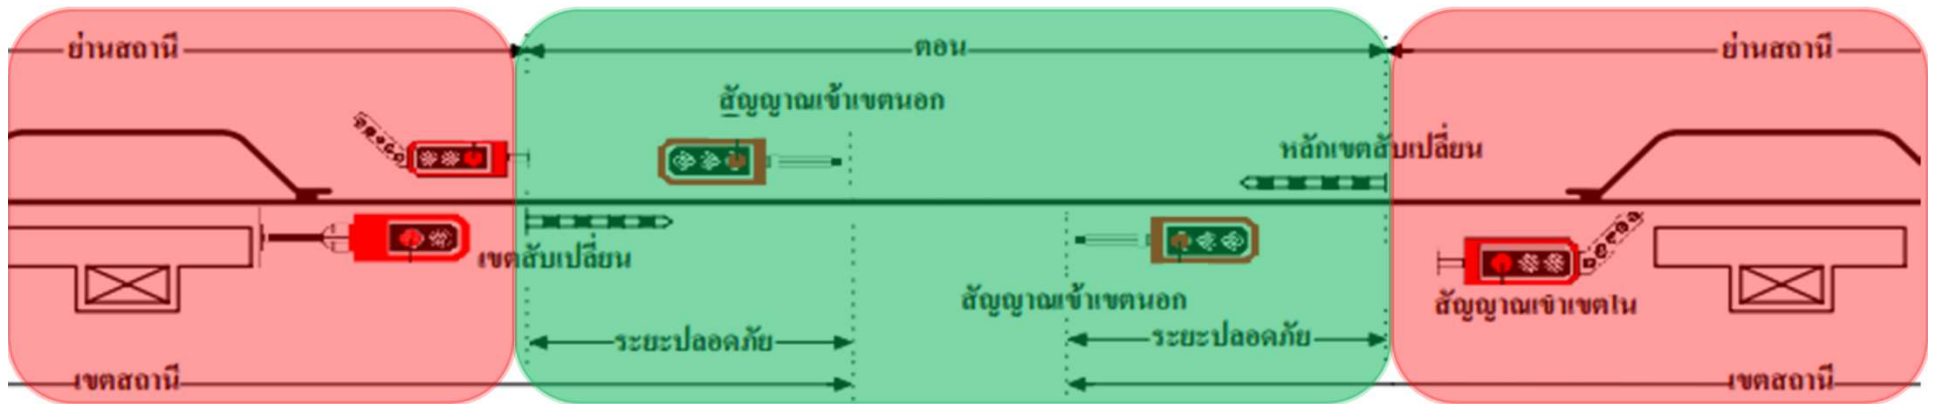 ย่านสถานี
ตอน
ย่านสถานี
สัญญาณเข้าเขตนอก
หลักเขตสับเปลี่ยน
เขตสับเปลี่ยน
สัญญาณเข้าเขตนอก
สัญญาณเข้าเขตใน
ระยะปลอดภัย
ระยะปลอดภัย
เขตสถานี
เขตสถานี